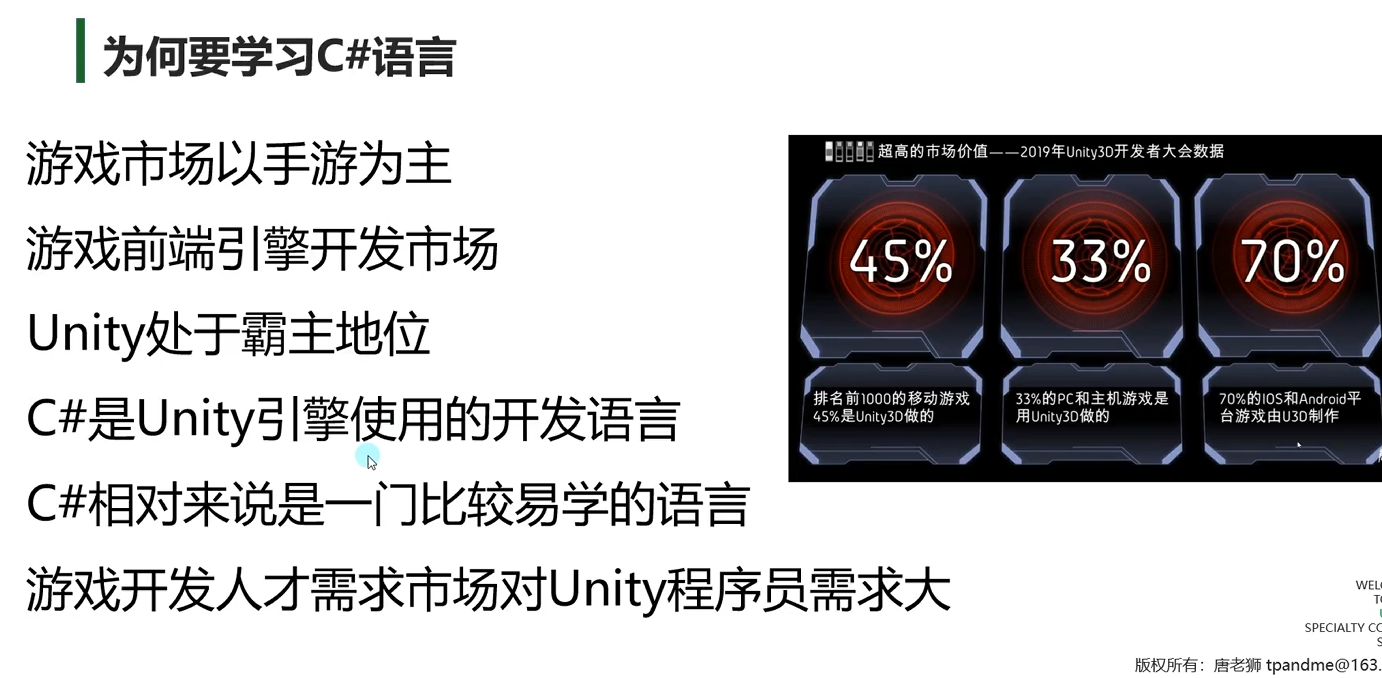 为何要学习C#语言
游戏市场以手游为主
游戏前端引擎开发市场
Unity处于霸主地位
C#是Unity引擎使用的开发语言
C#相对来说是一门比较易学的语言
游戏开发人才需求市场对Unity程序员需求大
超高的市场价值——2019年Unity3D开发者大会数据
45%
33%
70%
排名前1000的移动游戏
45%是Unity3D做的
33%的PC和主机游戏是
用Unity3D做的
70%的IOS和Android平
台游戏由U3D制作
SPECIALTY
版权所有：唐老狮 tpandme@163.